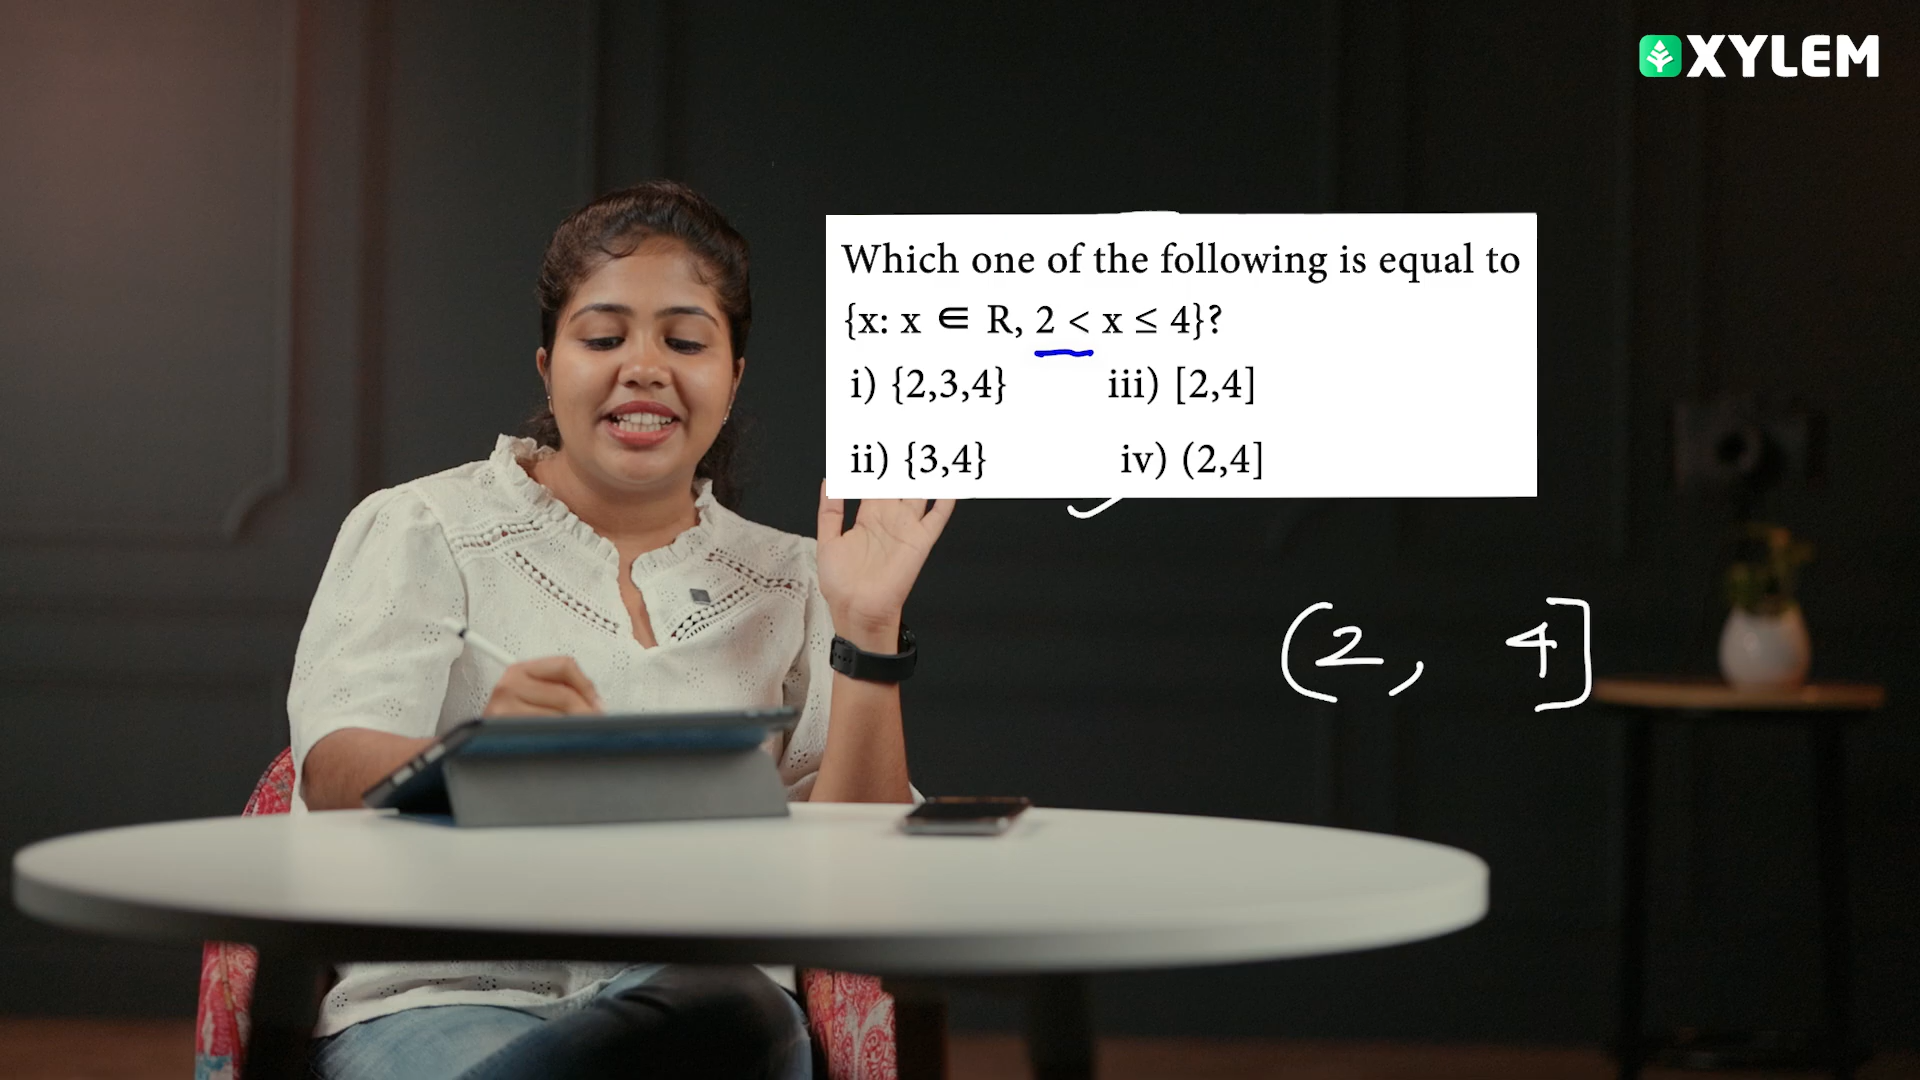 XYLEM
Which one of the following is equal to
{x: x ∈ R, 2 < x ≤ 4}?
i) {2,3,4} iii) [2,4]
ii) {3,4} iv) (2,4]
(2, 4]